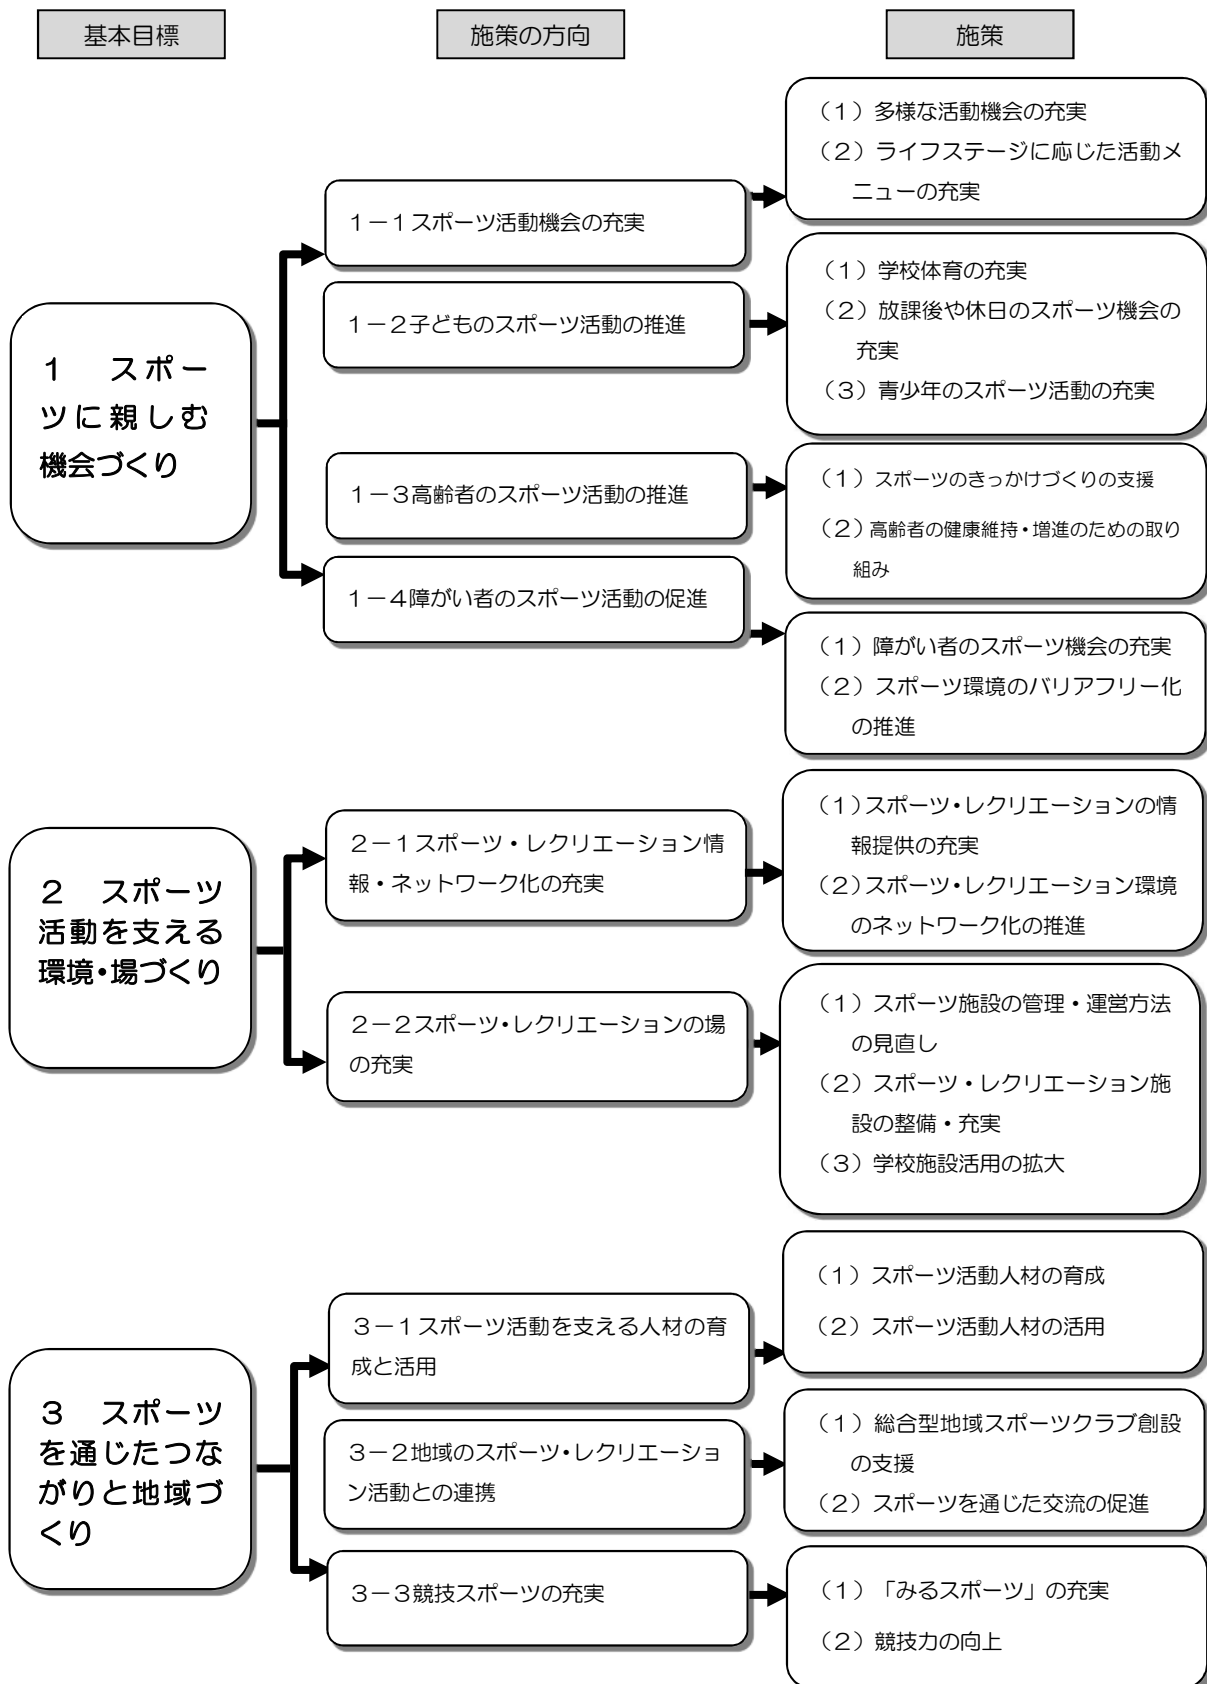 基本目標
施策の方向
施策
1 スポー
ツに親しむ
機会づくり
1－1スポーツ活動機会の充実
（1）多様な活動機会の充実
（2）ライフステージに応じた活動メ
ニューの充実
1－2子どものスポーツ活動の推進
（1）学校体育の充実
（2）放課後や休日のスポーツ機会の
充実
（3）青少年のスポーツ活動の充実
1－3高齢者のスポーツ活動の推進
（1）スポーツのきっかけづくりの支援
（2）高齢者の健康維持・増進のための取り
組み
1－4障がい者のスポーツ活動の促進
（1）障がい者のスポーツ機会の充実
（2）スポーツ環境のバリアフリー化
の推進
2 スポーツ
活動を支える
環境・場づくり
2－1スポーツ・レクリエーション情
報・ネットワーク化の充実
（1）スポーツ・レクリエーションの情
報提供の充実
（2）スポーツ・レクリエーション環境
のネットワーク化の推進
2－2スポーツ・レクリエーションの場
の充実
（1）スポーツ施設の管理・運営方法
の見直し
（2）スポーツ・レクリエーション施
設の整備・充実
（3）学校施設活用の拡大
3 スポーツ
を通じたつな
がりと地域づ
くり
3－1スポーツ活動を支える人材の育
成と活用
（1）スポーツ活動人材の育成
（2）スポーツ活動人材の活用
3－2地域のスポーツ・レクリエーショ
ン活動との連携
（1）総合型地域スポーツクラブ創設
の支援
（2）スポーツを通じた交流の促進
3－3競技スポーツの充実
（1）「みるスポーツ」の充実
（2）競技力の向上